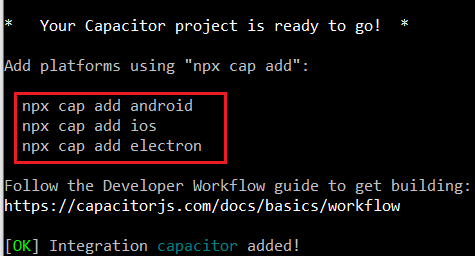 *   Your Capacitor project is ready to go!  *
Add platforms using "npx cap add":
npx cap add android
npx cap add ios
npx cap add electron
Follow the Developer Workflow guide to get building:
https://capacitorjs.com/docs/basics/workflow
[OK] Integration capacitor added!